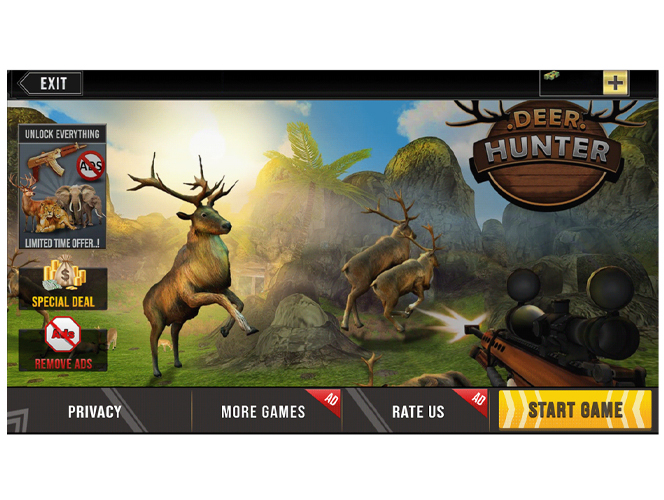 EXIT
+
.DEER.
HUNTER
UNLOCK EVERYTHING
ADS
LIMITED TIME OFFER..!
$
SPECIAL DEAL
Ads
REMOVE ADS
PRIVACY
MORE GAMES
AD
RATE US
AD
START GAME